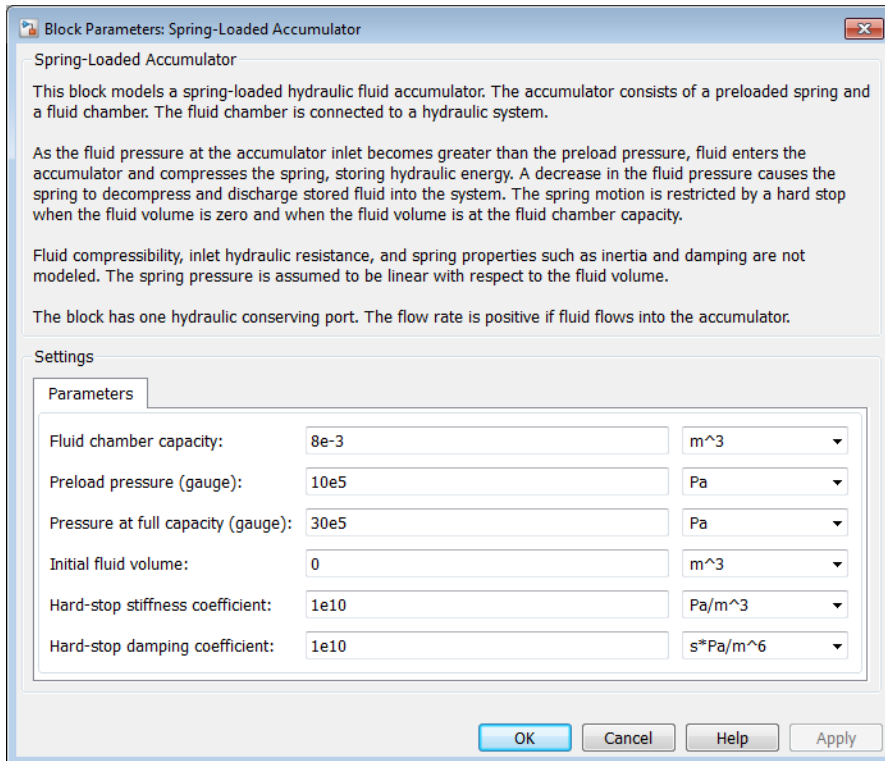 Block Parameters: Spring-Loaded Accumulator
Spring-Loaded Accumulator
This block models a spring-loaded hydraulic fluid accumulator. The accumulator consists of a preloaded spring and
a fluid chamber. The fluid chamber is connected to a hydraulic system.
As the fluid pressure at the accumulator inlet becomes greater than the preload pressure, fluid enters the
accumulator and compresses the spring, storing hydraulic energy. A decrease in the fluid pressure causes the
spring to decompress and discharge stored fluid into the system. The spring motion is restricted by a hard stop
when the fluid volume is zero and when the fluid volume is at the fluid chamber capacity.
Fluid compressibility, inlet hydraulic resistance, and spring properties such as inertia and damping are not
modeled. The spring pressure is assumed to be linear with respect to the fluid volume.
The block has one hydraulic conserving port. The flow rate is positive if fluid flows into the accumulator.
Settings
Parameters
Fluid chamber capacity: 8e-3 m^3
Preload pressure (gauge): 10e5 Pa
Pressure at full capacity (gauge): 30e5 Pa
Initial fluid volume: 0 m^3
Hard-stop stiffness coefficient: 1e10 Pa/m^3
Hard-stop damping coefficient: 1e10 s*Pa/m^6
OK Cancel Help Apply